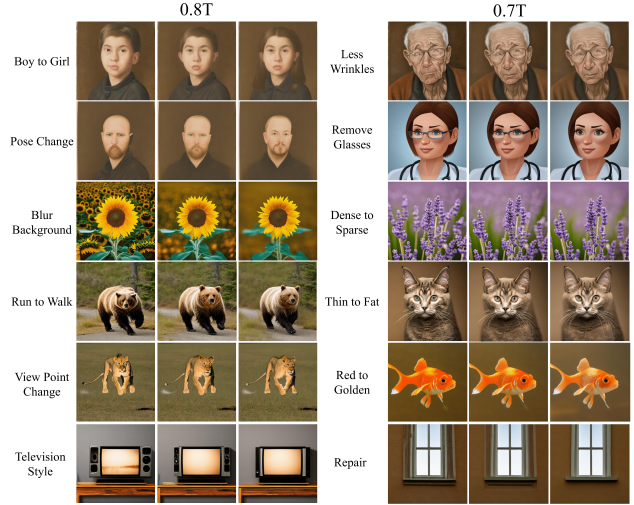 0.8T
Boy to Girl
Pose Change
Blur
Background
Run to Walk
View Point
Change
Television
Style
0.7T
Less
Wrinkles
Remove
Glasses
Dense to
Sparse
Thin to Fat
Red to
Golden
Repair